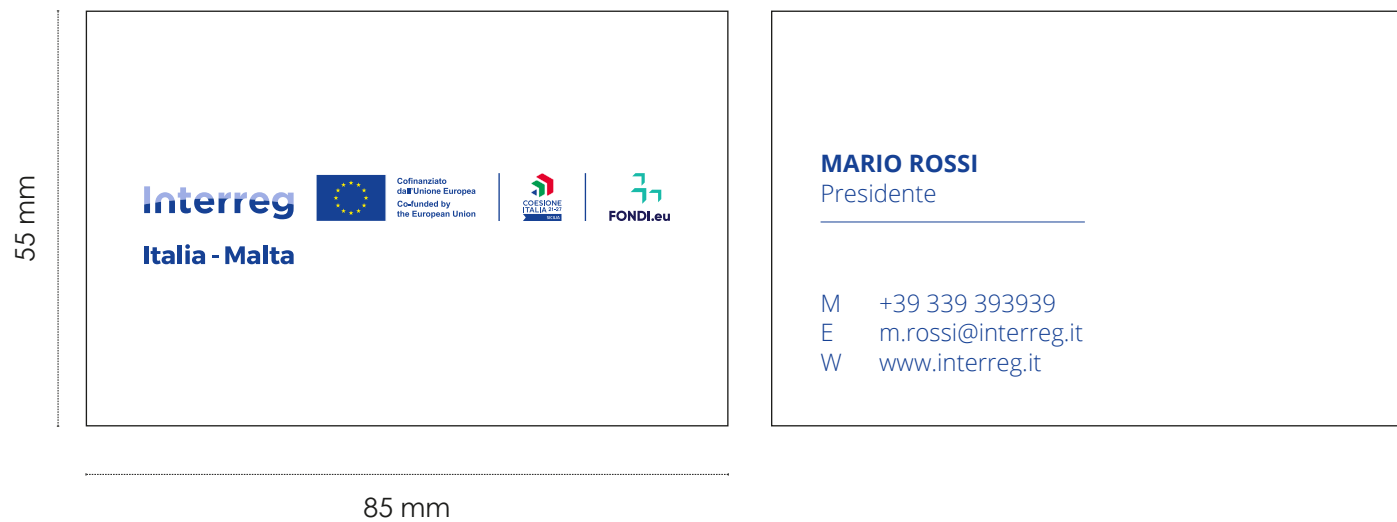 55 mm
Interreg
Italia - Malta
Cofinanziato
dall'Unione Europea
Co-funded by
the European Union
COESIONE
ITALIA 21-27
SICILIA
FONDI.eu
85 mm
MARIO ROSSI
Presidente
M +39 339 393939
E m.rossi@interreg.it
W www.interreg.it